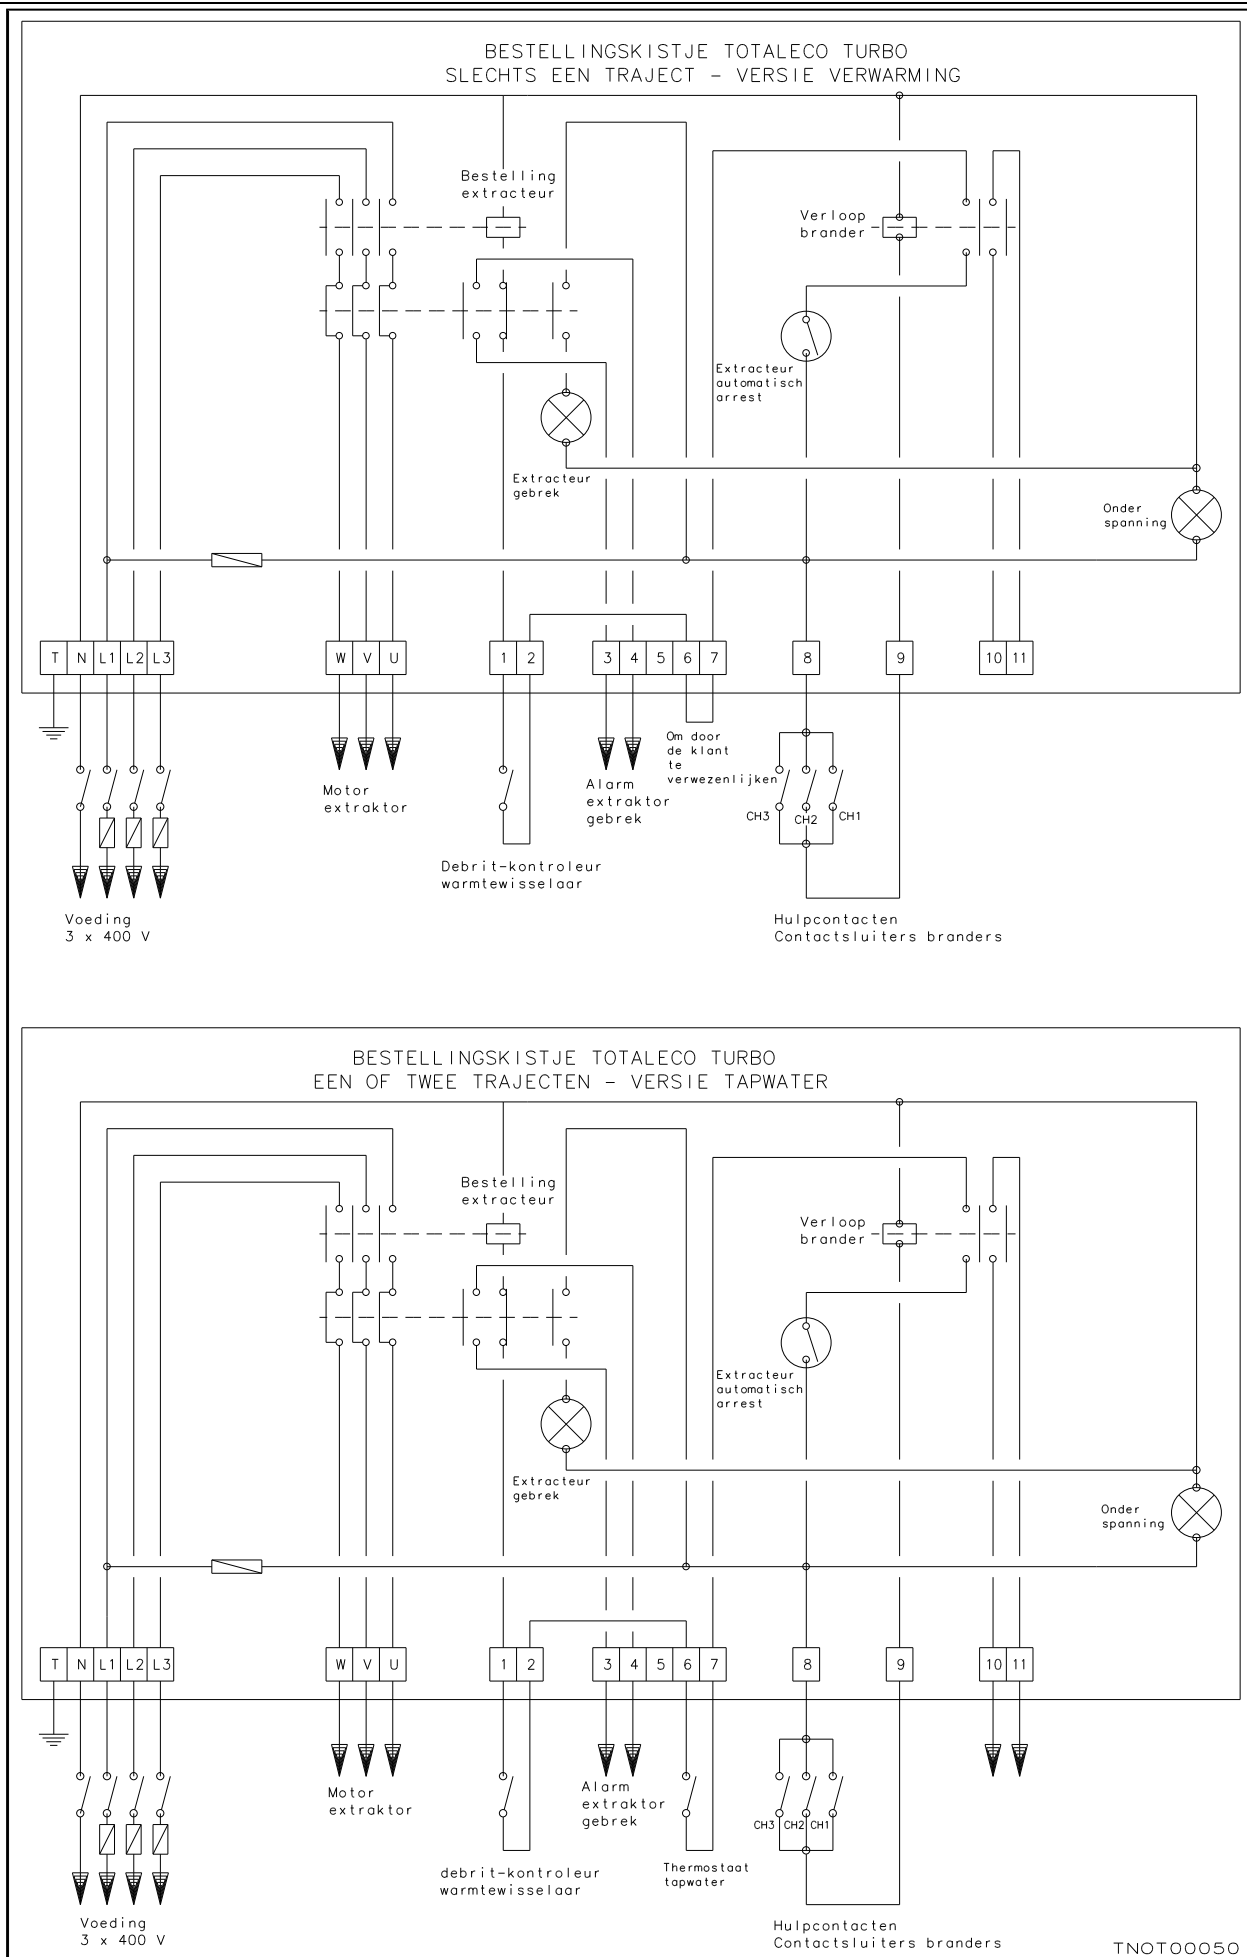 BESTELLINGSKISTJE TOTALECO TURBO
SLECHTS EEN TRAJECT - VERSIE VERWARMING
Bestelling
extracteur
Verloop
brander
Extracteur
automatisch
arrest
Extracteur
gebrek
Onder
spanning
T N L1 L2 L3 W V U 1 2 3 4 5 6 7 8 9 10 11
Om door
de klant
te
verwezenlijken
Motor
extraktor
Alarm
extraktor
gebrek
CH3 CH2 CH1
Debrit-kontroleur
warmtewisselaar
Voeding
3 x 400 V
Hulpcontacten
Contactsluiters branders
BESTELLINGSKISTJE TOTALECO TURBO
EEN OF TWEE TRAJECTEN - VERSIE TAPWATER
Bestelling
extracteur
Verloop
brander
Extracteur
automatisch
arrest
Extracteur
gebrek
Onder
spanning
T N L1 L2 L3 W V U 1 2 3 4 5 6 7 8 9 10 11
Motor
extraktor
Alarm
extraktor
gebrek
CH3 CH2 CH1
debrit-kontroleur
warmtewisselaar
Thermostaat
tapwater
Voeding
3 x 400 V
Hulpcontacten
Contactsluiters branders
TNOT00050